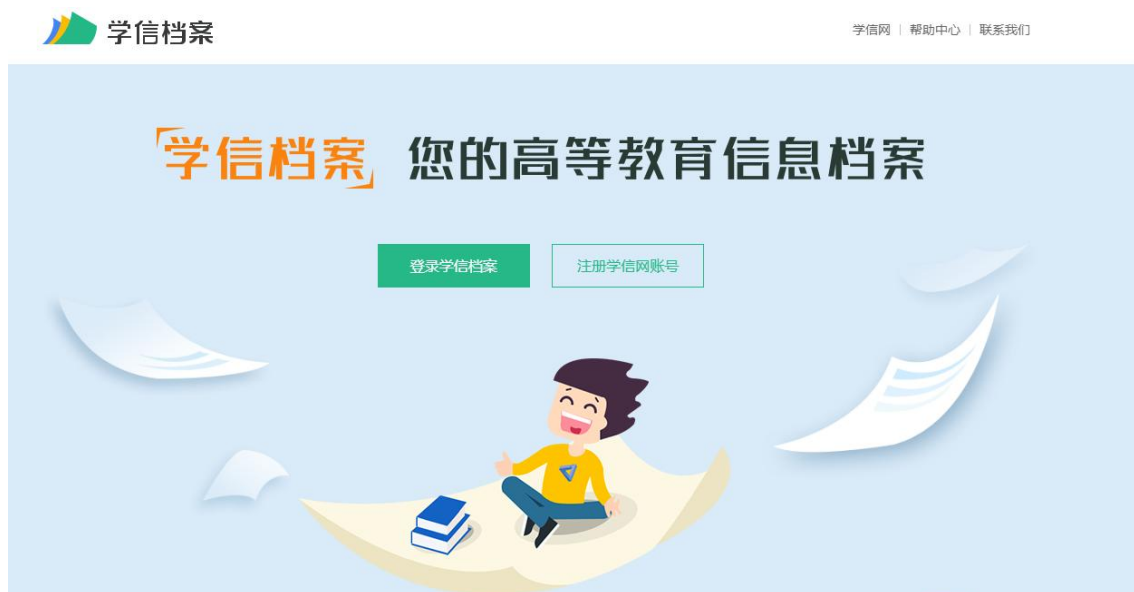 学信档案
学信网 | 帮助中心 | 联系我们
「学信档案」 您的高等教育信息档案
登录学信档案
注册学信网账号